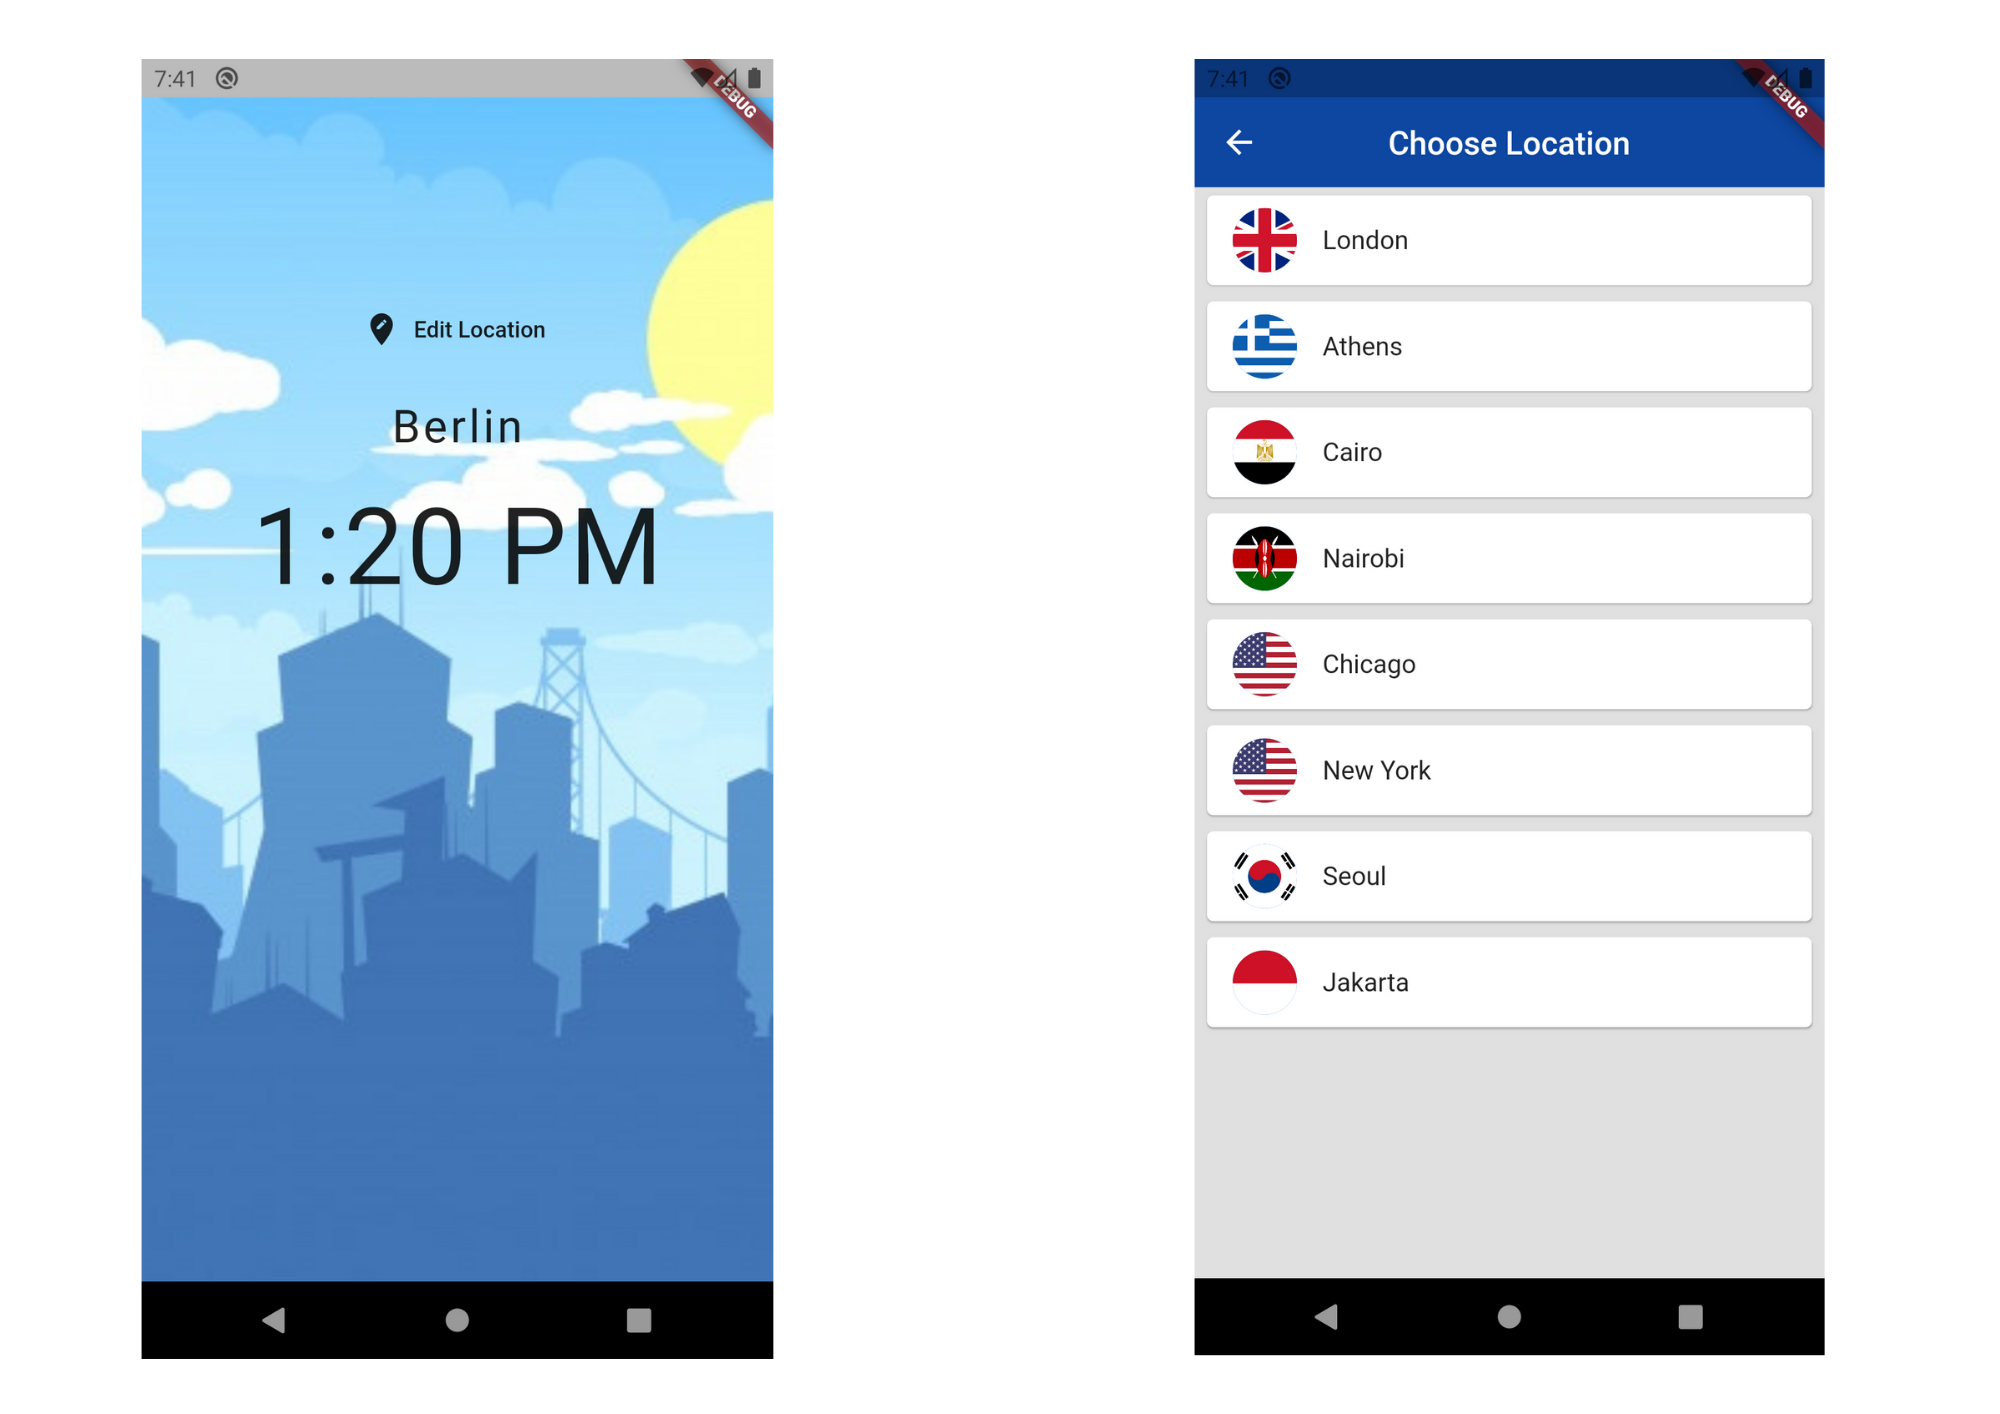 7:41
DEBUG
Edit Location
Berlin
1:20 PM
7:41
DEBUG
Choose Location
London
Athens
Cairo
Nairobi
Chicago
New York
Seoul
Jakarta